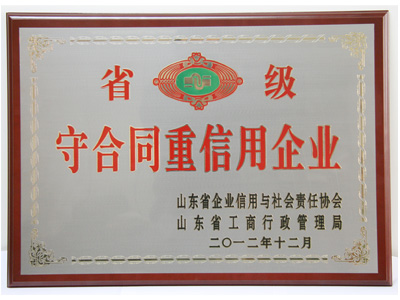 省 级
守合同重信用企业
山东省企业信用与社会责任协会
山东省工商行政管理局
二〇一二年十二月